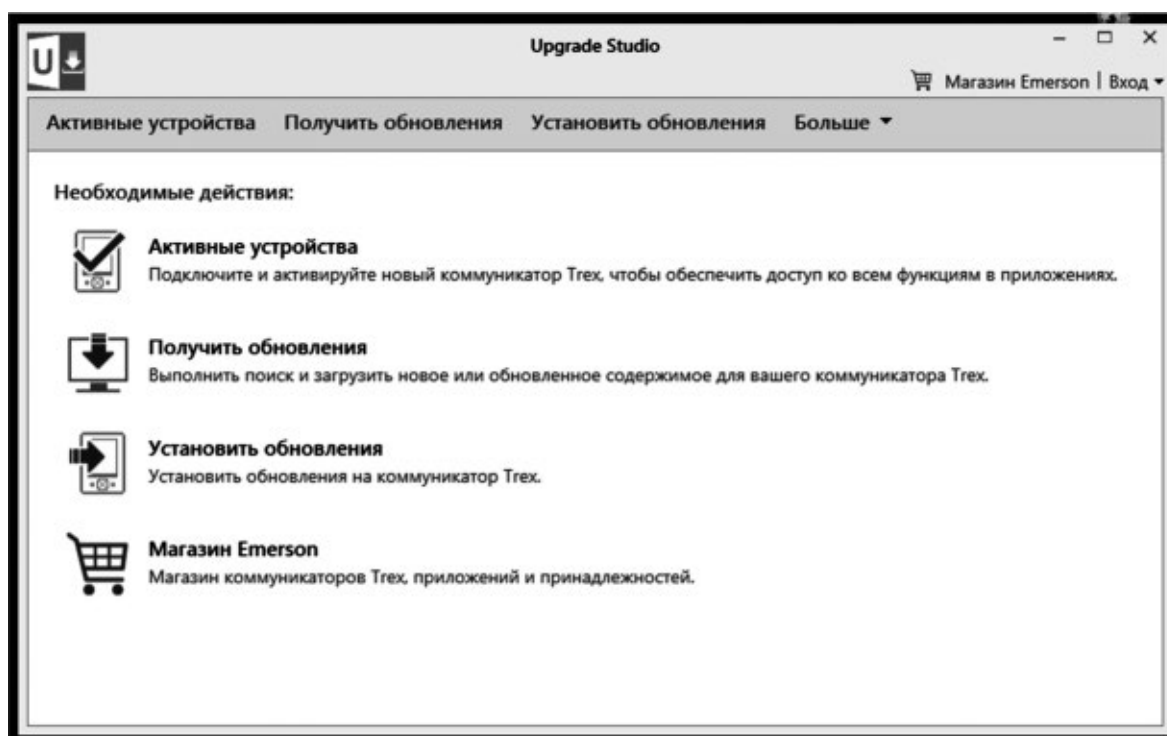 Upgrade Studio
U
Магазин Emerson | Вход
Активные устройства Получить обновления Установить обновления Больше
Необходимые действия:
Активные устройства
Подключите и активируйте новый коммуникатор Trex, чтобы обеспечить доступ ко всем функциям в приложениях.
Получить обновления
Выполнить поиск и загрузить новое или обновленное содержимое для вашего коммуникатора Trex.
Установить обновления
Установить обновления на коммуникатор Trex.
Магазин Emerson
Магазин коммуникаторов Trex, приложений и принадлежностей.